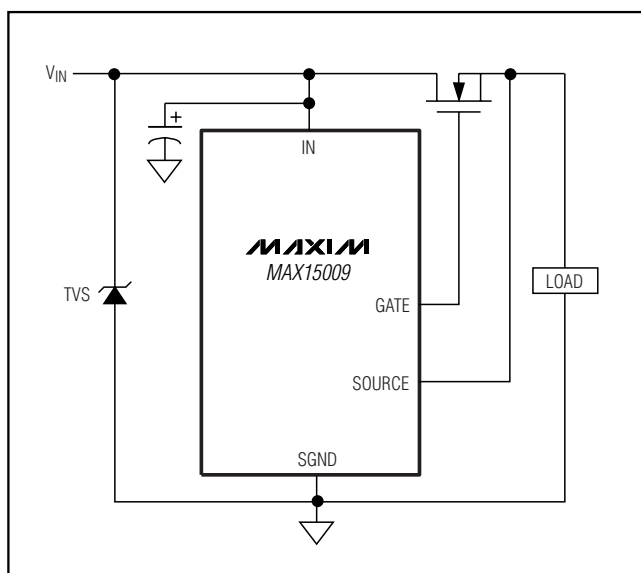 VIN
+
IN
MAXIM
MAX15009
TVS
GATE
LOAD
SOURCE
SGND